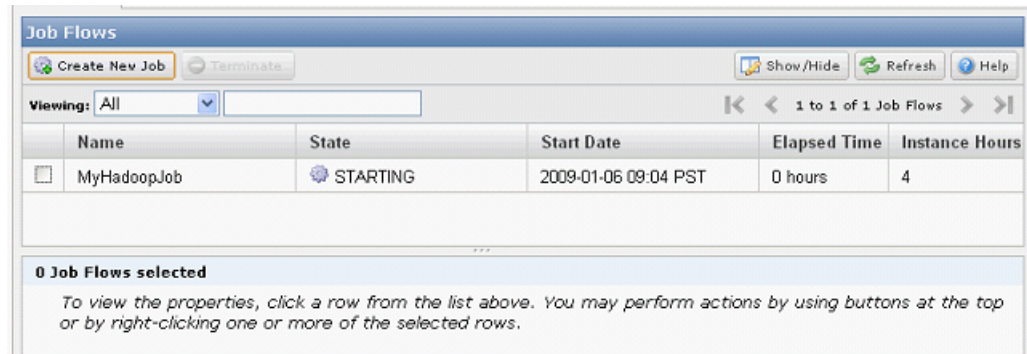 Job Flows
Create New Job Terminate Show/Hide Refresh Help
Viewing: All 1 to 1 of 1 Job Flows
Name State Start Date Elapsed Time Instance Hours
MyHadoopJob STARTING 2009-01-06 09:04 PST 0 hours 4
0 Job Flows selected
To view the properties, click a row from the list above. You may perform actions by using buttons at the top
or by right-clicking one or more of the selected rows.